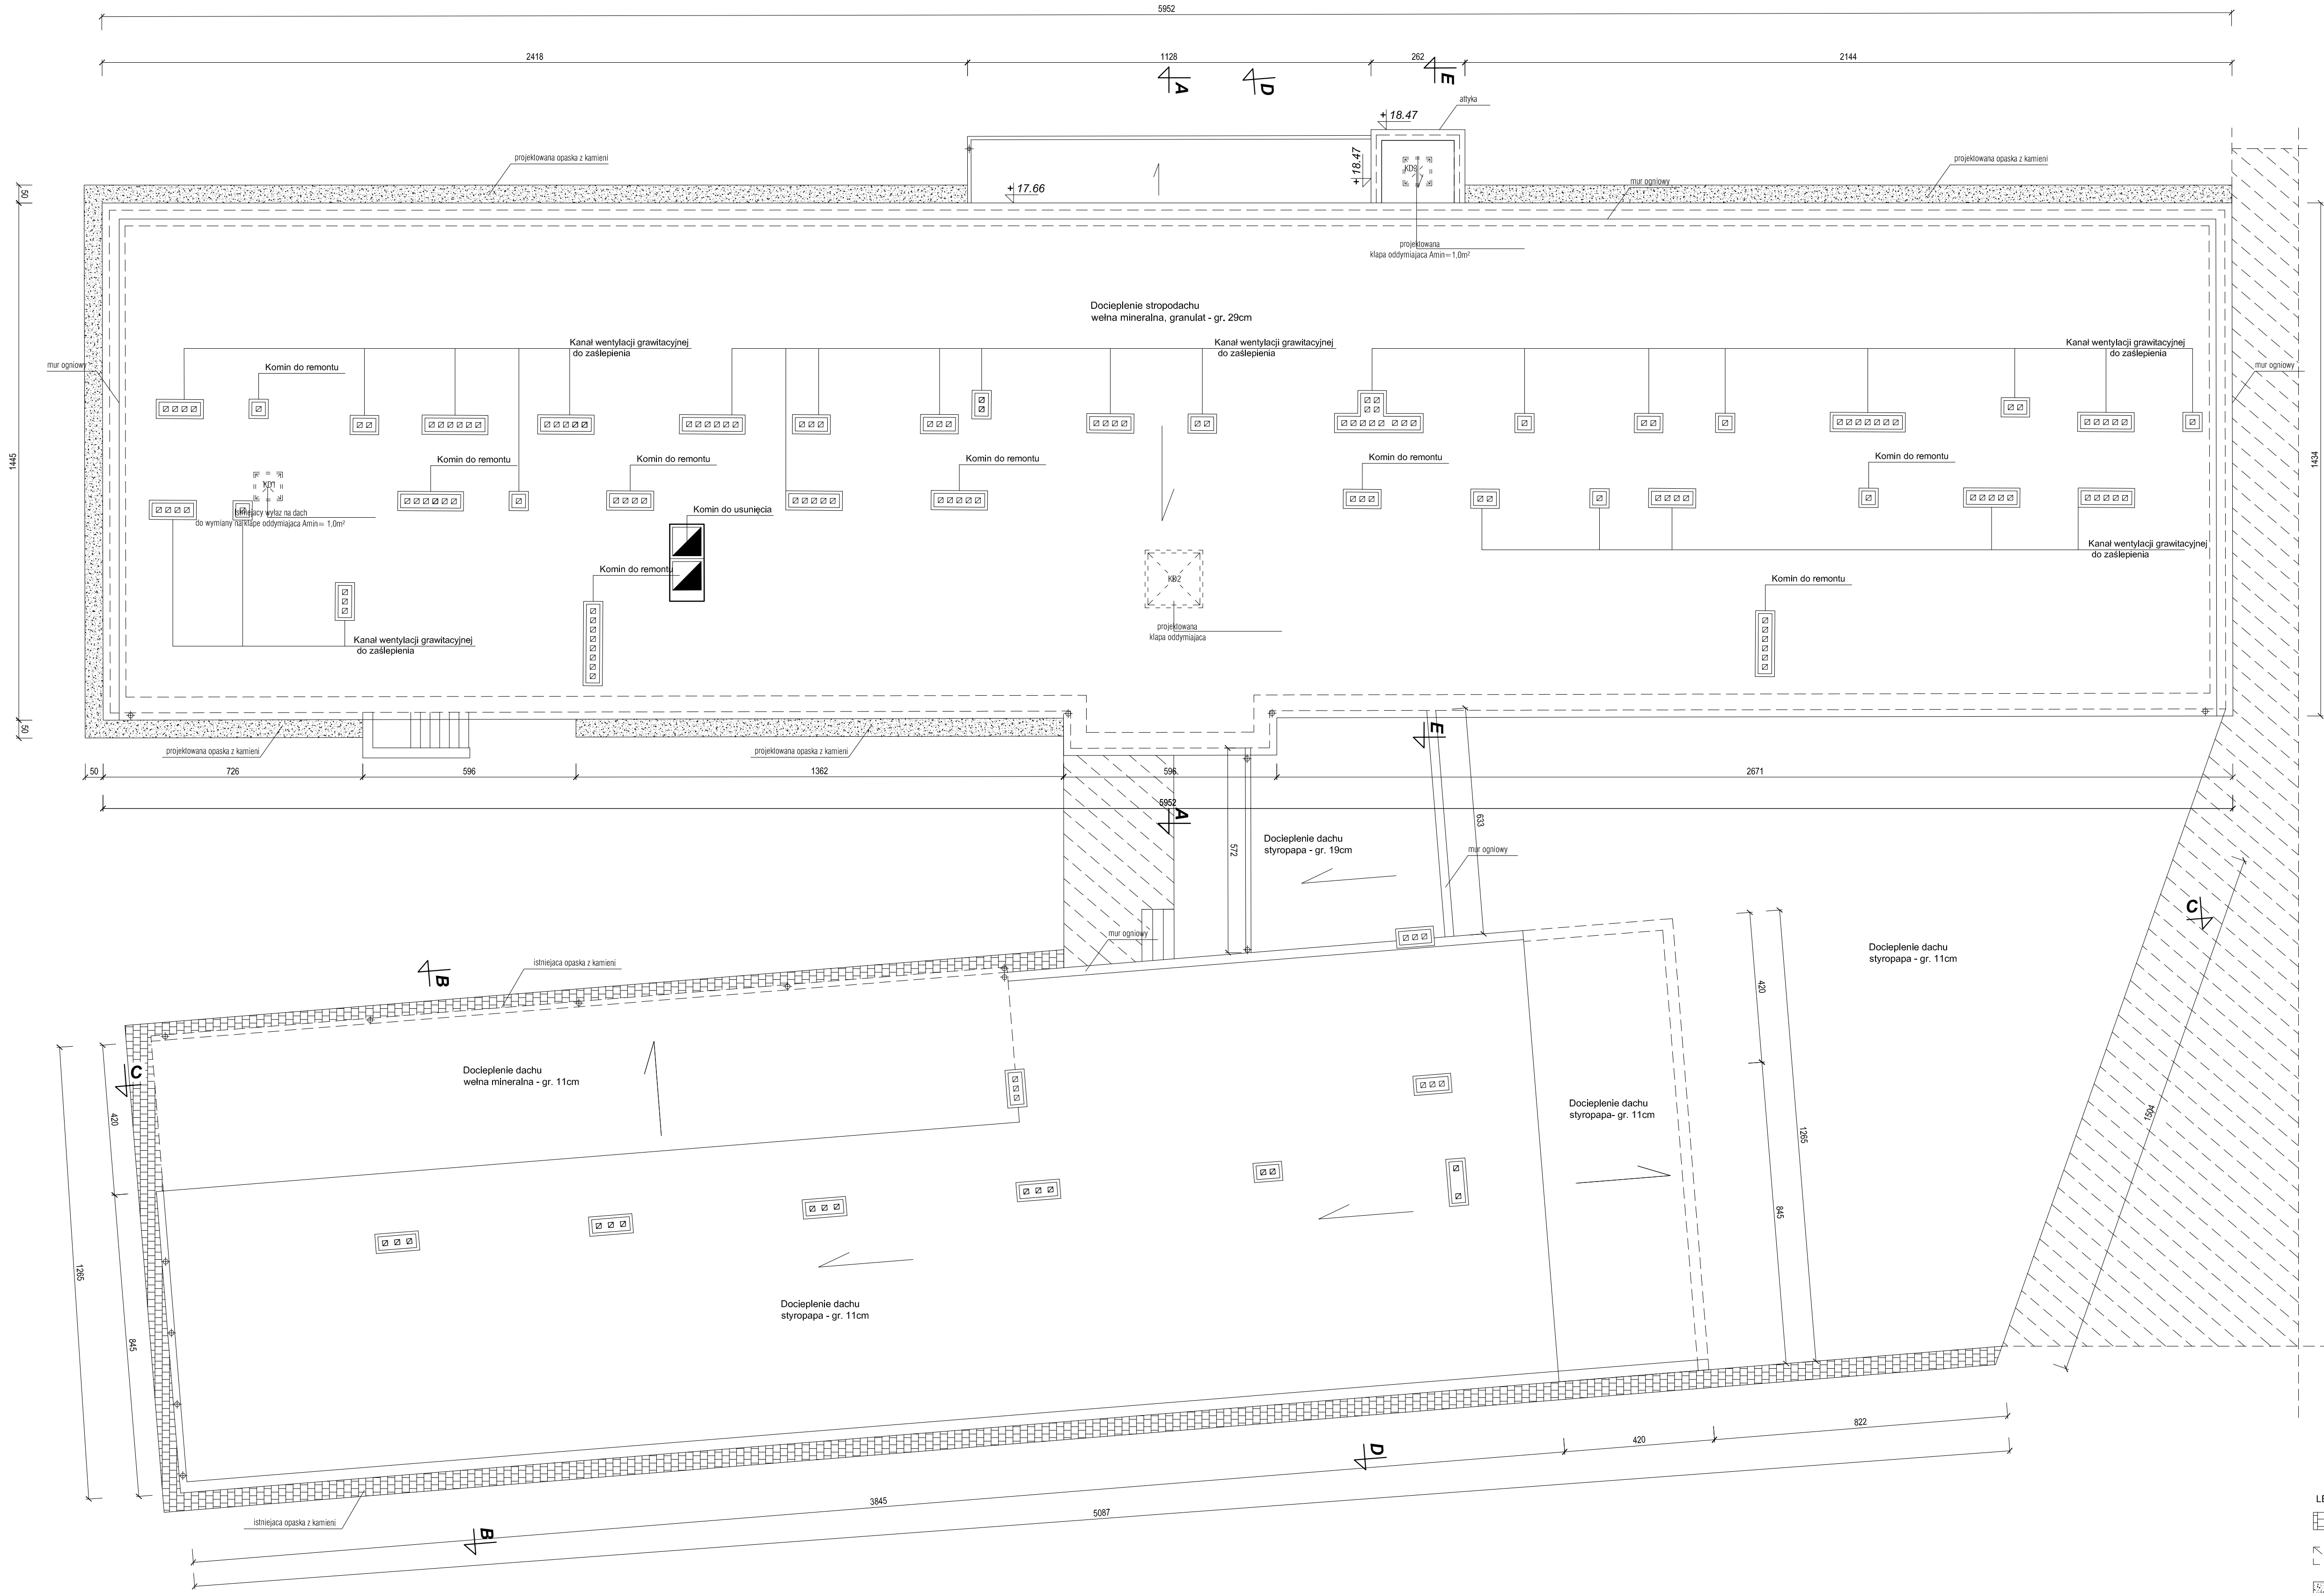 5952
2418
1128
262
2144
A
D
E
attyka
+ 18.47
+ 18.47
projektowana opaska z kamieni
projektowana opaska z kamieni
+ 17.66
KD3
mur ogniowy
50
projektowana
klapa oddymiajaca Amin=1,0m²
Docieplenie stropodachu
wełna mineralna, granulat - gr. 29cm
Kanał wentylacji grawitacyjnej
do zaślepienia
Kanał wentylacji grawitacyjnej
do zaślepienia
Kanał wentylacji grawitacyjnej
do zaślepienia
mur ogniowy
Komin do remontu
mur ogniowy
1445
1434
Komin do remontu
Komin do remontu
Komin do remontu
Komin do remontu
Komin do remontu
KD1
Istniejący wyłaz na dach
do wymiany na klape oddymiajaca Amin= 1,0m²
Komin do usunięcia
Kanał wentylacji grawitacyjnej
do zaślepienia
Komin do remontu
KD2
Komin do remontu
projektowana
klapa oddymiajaca
Kanał wentylacji grawitacyjnej
do zaślepienia
50
projektowana opaska z kamieni
projektowana opaska z kamieni
E
50
726
596
1362
596
2671
5952
A
633
572
Docieplenie dachu
styropapa - gr. 19cm
mur ogniowy
C
mur ogniowy
Docieplenie dachu
styropapa - gr. 11cm
istniejaca opaska z kamieni
B
420
C
Docieplenie dachu
wełna mineralna - gr. 11cm
420
Docieplenie dachu
styropapa- gr. 11cm
1504
1265
845
1265
845
Docieplenie dachu
styropapa - gr. 11cm
822
420
D
3845
5087
istniejaca opaska z kamieni
B